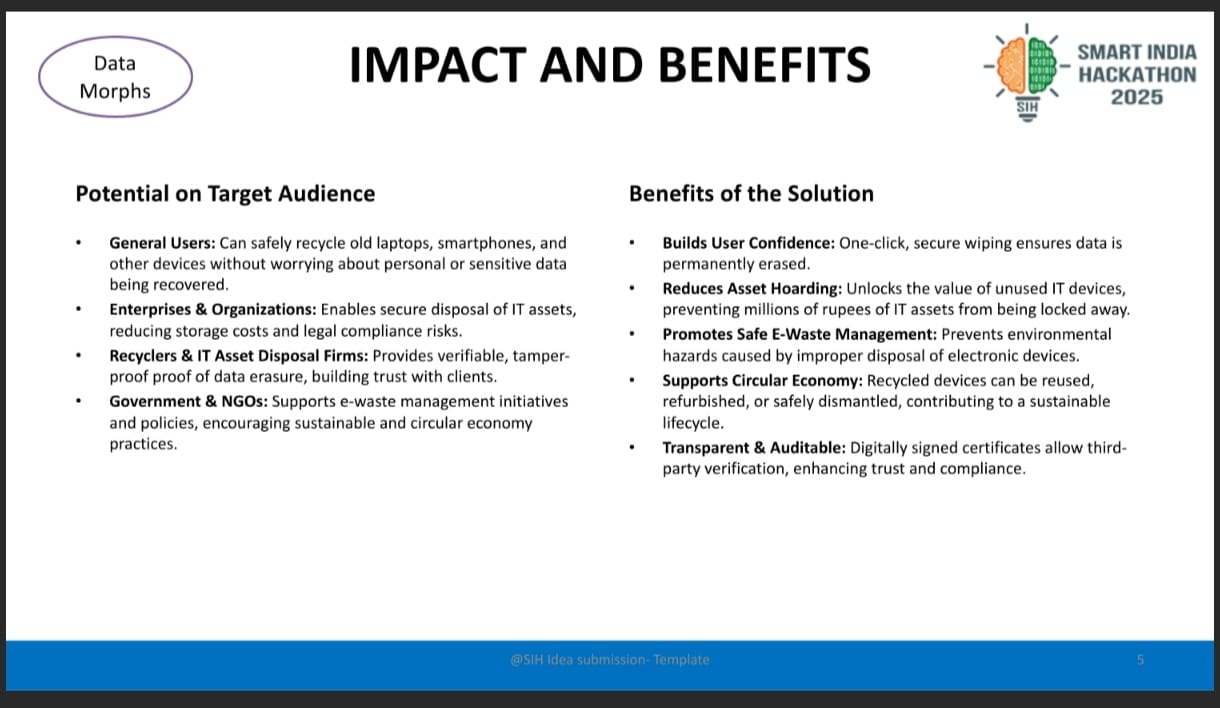 Data
Morphs
IMPACT AND BENEFITS
SIH
SMART INDIA
HACKATHON
2025
Potential on Target Audience
• General Users: Can safely recycle old laptops, smartphones, and
other devices without worrying about personal or sensitive data
being recovered.
• Enterprises & Organizations: Enables secure disposal of IT assets,
reducing storage costs and legal compliance risks.
• Recyclers & IT Asset Disposal Firms: Provides verifiable, tamper-
proof proof of data erasure, building trust with clients.
• Government & NGOs: Supports e-waste management initiatives
and policies, encouraging sustainable and circular economy
practices.
Benefits of the Solution
• Builds User Confidence: One-click, secure wiping ensures data is
permanently erased.
• Reduces Asset Hoarding: Unlocks the value of unused IT devices,
preventing millions of rupees of IT assets from being locked away.
• Promotes Safe E-Waste Management: Prevents environmental
hazards caused by improper disposal of electronic devices.
• Supports Circular Economy: Recycled devices can be reused,
refurbished, or safely dismantled, contributing to a sustainable
lifecycle.
• Transparent & Auditable: Digitally signed certificates allow third-
party verification, enhancing trust and compliance.
@SIH Idea submission- Template
5